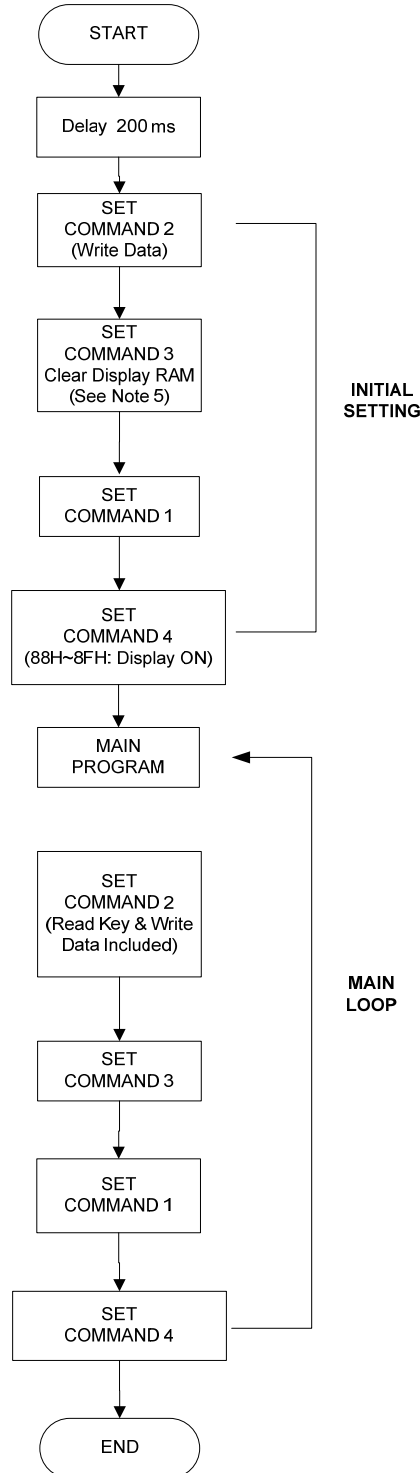 START
Delay 200 ms
SET
COMMAND 2
(Write Data)
SET
COMMAND 3
Clear Display RAM
(See Note 5)
INITIAL
SETTING
SET
COMMAND 1
SET
COMMAND 4
(88H~8FH: Display ON)
MAIN
PROGRAM
SET
COMMAND 2
(Read Key & Write
Data Included)
MAIN
LOOP
SET
COMMAND 3
SET
COMMAND 1
SET
COMMAND 4
END